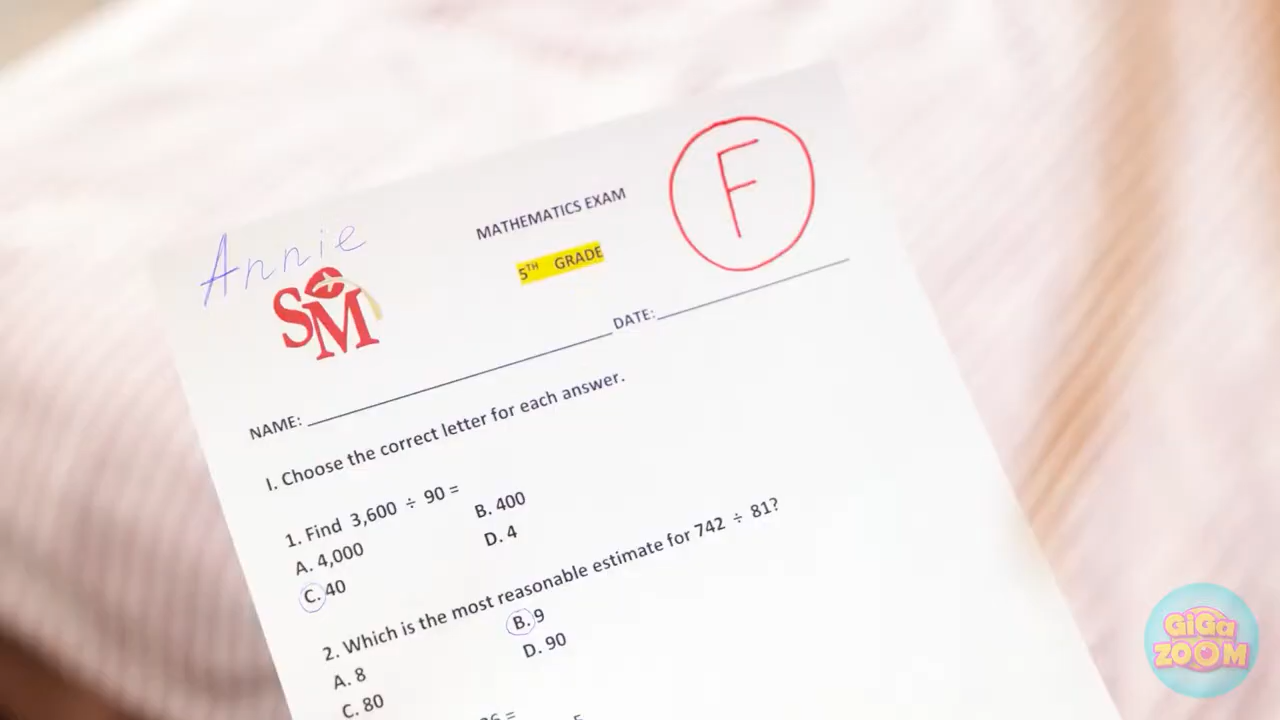 Annie
SM
MATHEMATICS EXAM
5TH GRADE
F
NAME: ____________________ DATE: ____________
I. Choose the correct letter for each answer.
1. Find 3,600 ÷ 90 =
A. 4,000 B. 400
C. 40 D. 4
2. Which is the most reasonable estimate for 742 ÷ 81?
A. 8 B. 9
C. 80 D. 90
GiGa
ZOOM